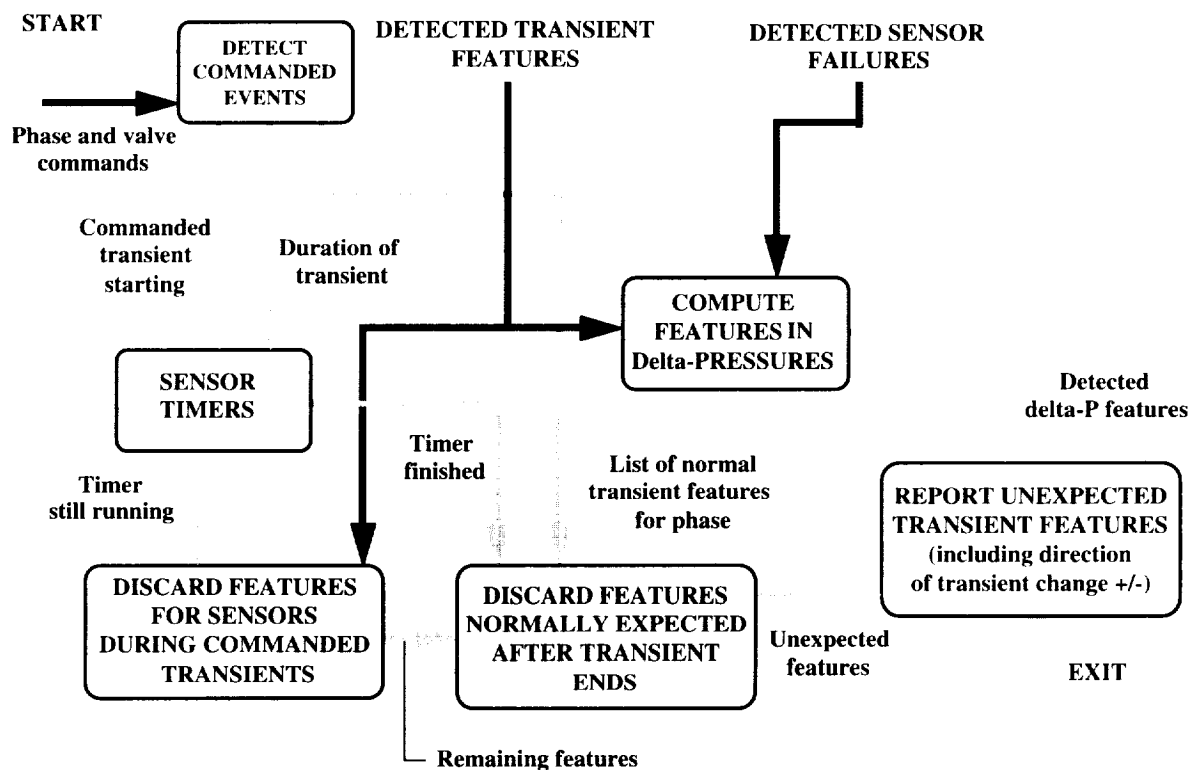 START
DETECT
COMMANDED
EVENTS
DETECTED TRANSIENT
FEATURES
DETECTED SENSOR
FAILURES
Phase and valve
commands
Commanded
transient
starting
Duration of
transient
COMPUTE
FEATURES IN
Delta-PRESSURES
SENSOR
TIMERS
Detected
delta-P features
Timer
finished
List of normal
transient features
for phase
Timer
still running
REPORT UNEXPECTED
TRANSIENT FEATURES
(including direction
of transient change +/-)
DISCARD FEATURES
FOR SENSORS
DURING COMMANDED
TRANSIENTS
DISCARD FEATURES
NORMALLY EXPECTED
AFTER TRANSIENT
ENDS
Unexpected
features
EXIT
Remaining features